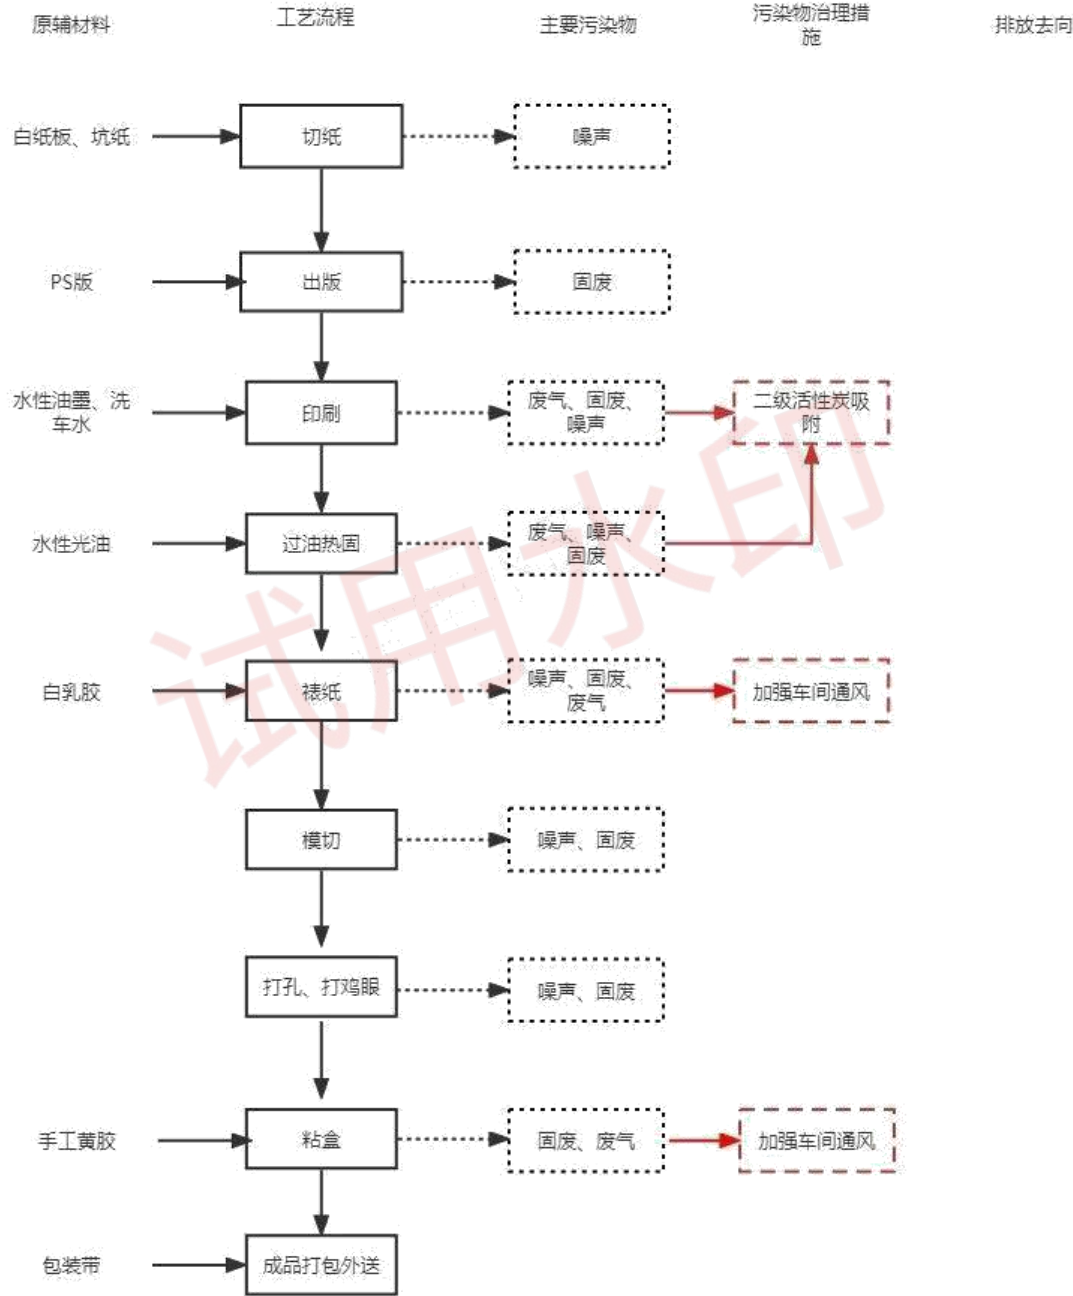 原辅材料
工艺流程
主要污染物
污染物治理措
施
排放去向
白纸板、坑纸
切纸
噪声
PS版
出版
固废
水性油墨、洗
车水
印刷
废气、固废、
噪声
二级活性炭吸
附
水性光油
过油热固
废气、噪声、
固废
白乳胶
裱纸
噪声、固废、
废气
加强车间通风
模切
噪声、固废
打孔、打鸡眼
噪声、固废
手工黄胶
粘盒
固废、废气
加强车间通风
包装带
成品打包外送
试用水印